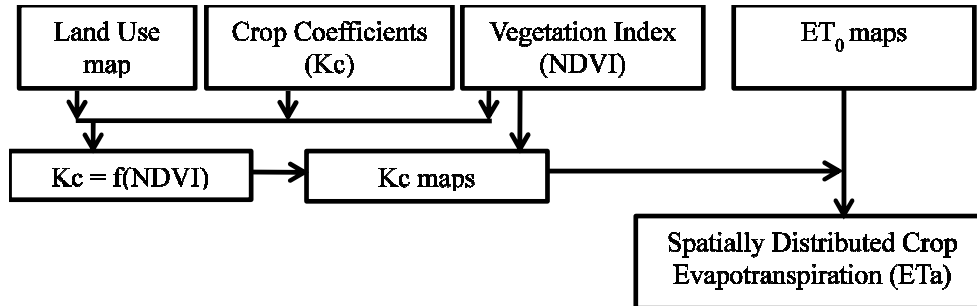 Land Use
map
Crop Coefficients
(Kc)
Vegetation Index
(NDVI)
ET₀ maps
Kc = f(NDVI)
Kc maps
Spatially Distributed Crop
Evapotranspiration (ETa)